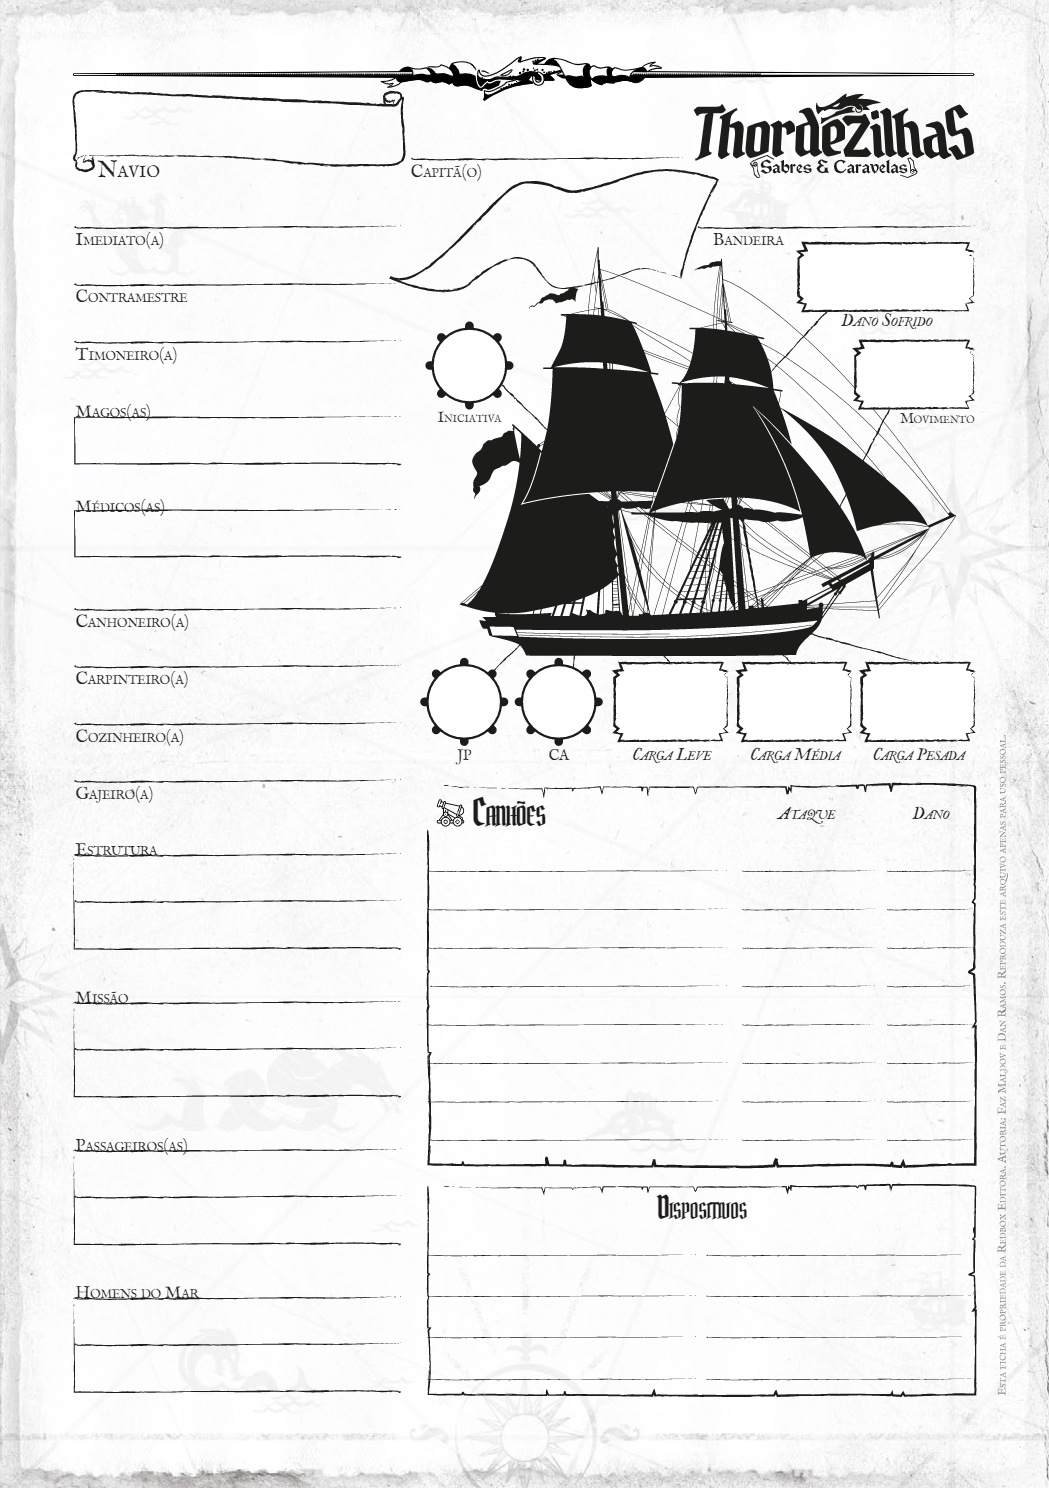 Thordezilhas
Sabres & Caravelas
Navio
Capitã(o)
Imediato(a)
Bandeira
Contramestre
Dano Sofrido
Timoneiro(a)
Magos(as)
Iniciativa
Movimento
Médicos(as)
Canhoneiro(a)
Carpinteiro(a)
Cozinheiro(a)
Gajeiro(a)
JP
CA
Carga Leve
Carga Média
Carga Pesada
Canhões
Ataque
Dano
Estrutura
Missão
Passageiros(as)
Homens do Mar
Dispositivos
Esta ficha é propriedade da Redbox Editora. Autoria: Faz Maldov e Dan Ramos. Reproduza este arquivo apenas para uso pessoal.